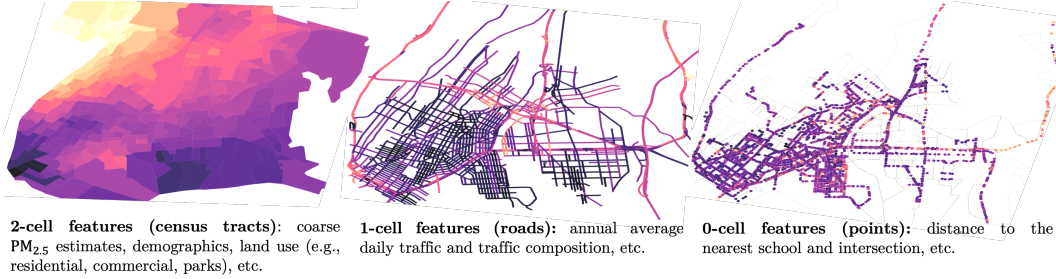 2-cell features (census tracts): coarse
PM2.5 estimates, demographics, land use (e.g.,
residential, commercial, parks), etc.
1-cell features (roads): annual average
daily traffic and traffic composition, etc.
0-cell features (points): distance to the
nearest school and intersection, etc.